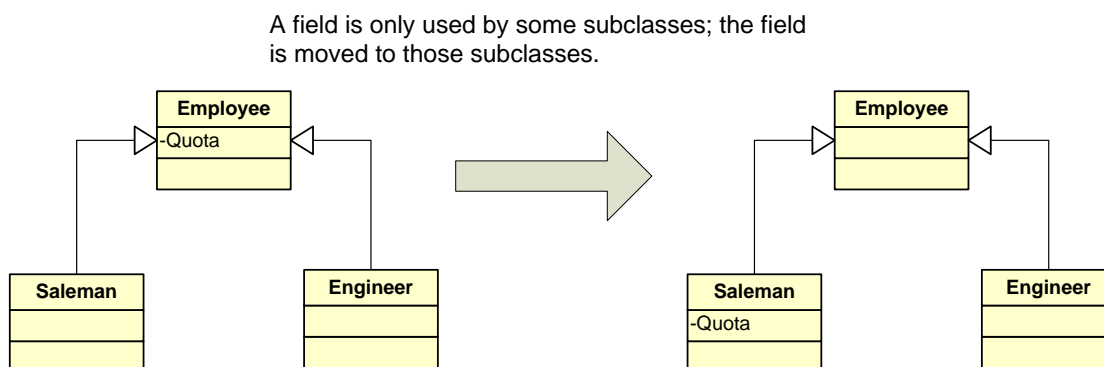 A field is only used by some subclasses; the field
is moved to those subclasses.
Employee
-Quota
Saleman
Engineer
Employee
Saleman
-Quota
Engineer